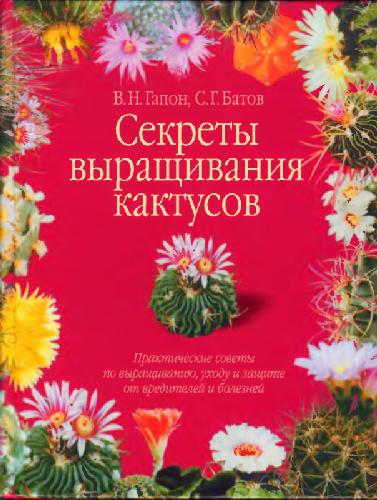 В. Н. Гапон, С. Г. Батов
Секреты
выращивания
кактусов
Практические советы
по выращиванию, уходу и защите
от вредителей и болезней